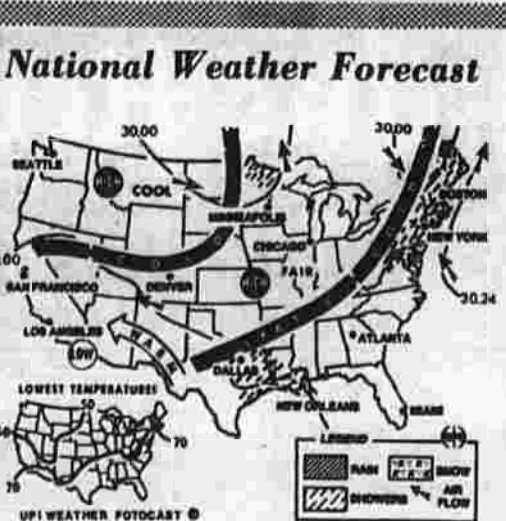 National Weather Forecast
30.00
30.00
SEATTLE
COOL
BOSTON
MINNEAPOLIS
NEW YORK
CHICAGO
FAIR
SAN FRANCISCO
DENVER
30.24
LOS ANGELES
WARM
ATLANTA
LOW
DALLAS
LOWEST TEMPERATURES
50
NEW ORLEANS
MIAMI
70
LEGEND
RAIN
SNOW
70
SHOWERS
AIR
FLOW
UPI WEATHER FOTOCAST ®